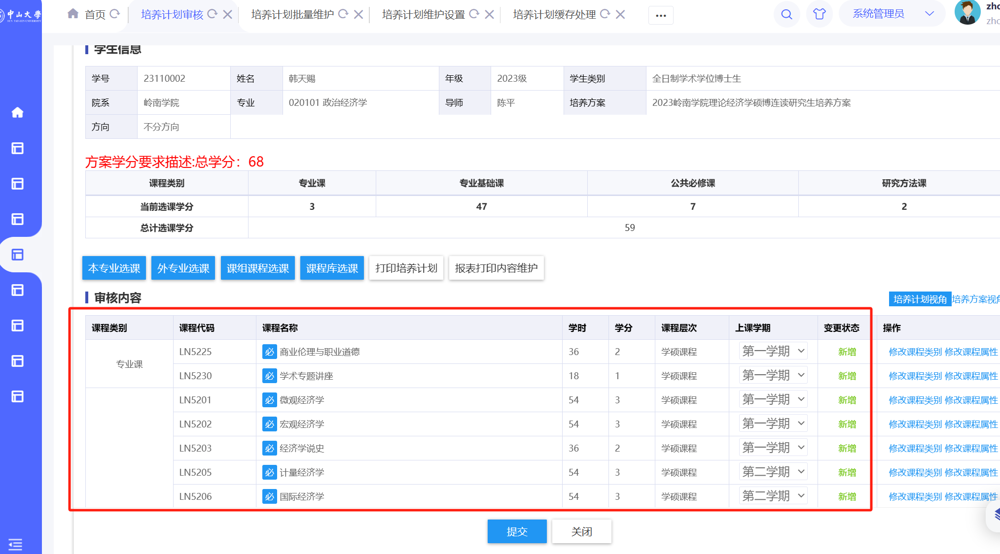 中山大學
SUN YAT-SEN UNIVERSITY
首页 培养计划审核 培养计划批量维护 培养计划维护设置 培养计划缓存处理 ... 系统管理员 zhc
zhc
学生信息
学号 23110002 姓名 韩天赐 年级 2023级 学生类别 全日制学术学位博士生
院系 岭南学院 专业 020101 政治经济学 导师 陈平 培养方案 2023岭南学院理论经济学硕博连读研究生培养方案
方向 不分方向
方案学分要求描述:总学分：68
课程类别 专业课 专业基础课 公共必修课 研究方法课
当前选课学分 3 47 7 2
总计选课学分 59
本专业选课 外专业选课 课组课程选课 课程库选课 打印培养计划 报表打印内容维护
审核内容 培养计划视角 培养方案视角
课程类别 课程代码 课程名称 学时 学分 课程层次 上课学期 变更状态 操作
专业课 LN5225 必 商业伦理与职业道德 36 2 学硕课程 第一学期 新增 修改课程类别 修改课程属性
LN5230 必 学术专题讲座 18 1 学硕课程 第一学期 新增 修改课程类别 修改课程属性
LN5201 必 微观经济学 54 3 学硕课程 第一学期 新增 修改课程类别 修改课程属性
LN5202 必 宏观经济学 54 3 学硕课程 第一学期 新增 修改课程类别 修改课程属性
LN5203 必 经济学说史 36 2 学硕课程 第一学期 新增 修改课程类别 修改课程属性
LN5205 必 计量经济学 54 3 学硕课程 第二学期 新增 修改课程类别 修改课程属性
LN5206 必 国际经济学 54 3 学硕课程 第二学期 新增 修改课程类别 修改课程属性
提交 关闭